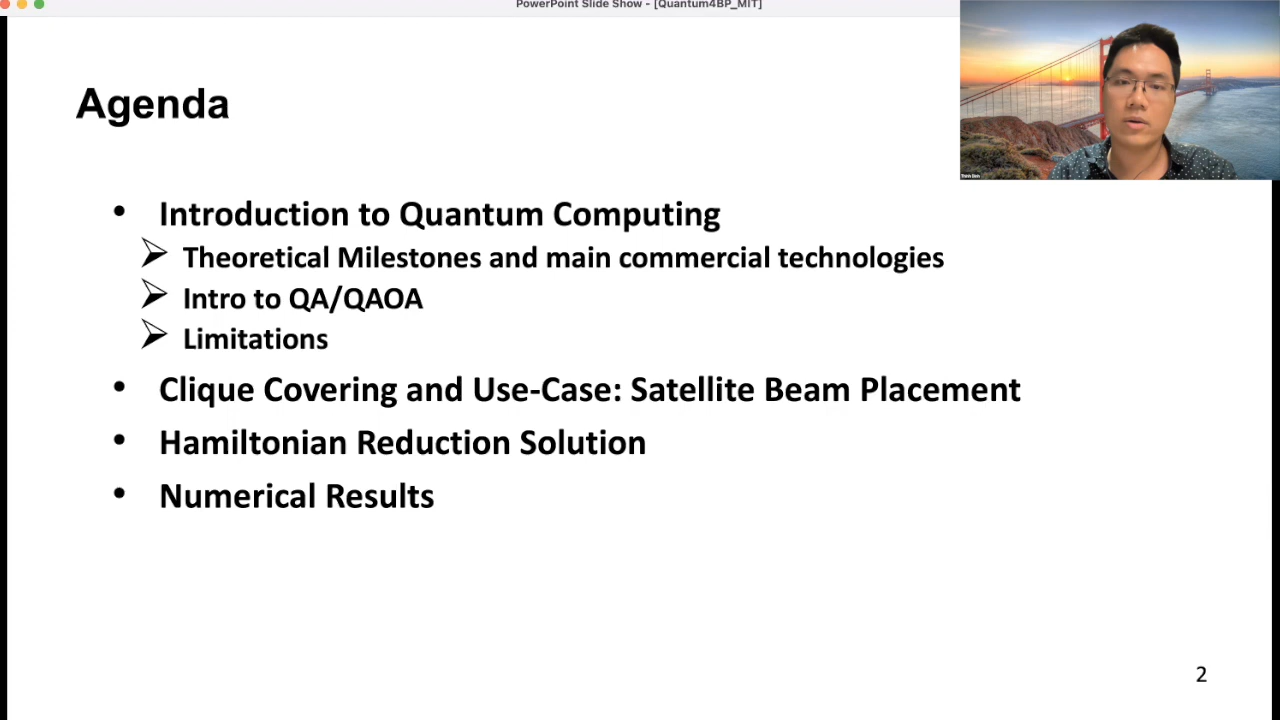 PowerPoint Slide Show - [Quantum4BP_MIT]
Agenda
• Introduction to Quantum Computing
➢ Theoretical Milestones and main commercial technologies
➢ Intro to QA/QAOA
➢ Limitations
• Clique Covering and Use-Case: Satellite Beam Placement
• Hamiltonian Reduction Solution
• Numerical Results
2